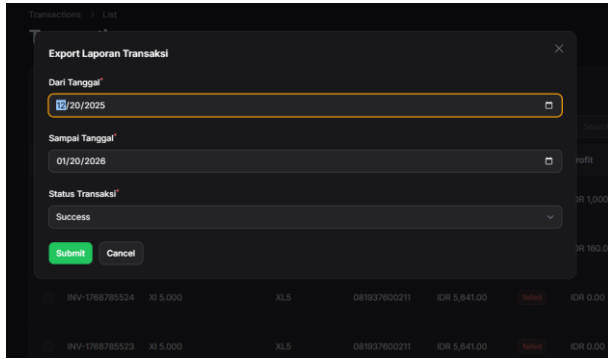 Transactions > List
Export Laporan Transaksi
Dari Tanggal*
12/20/2025
Sampai Tanggal*
01/20/2026
rofit
Status Transaksi*
DR 1,000
Success
Submit Cancel
DR 160.0
INV-1768785524 XI 5.000 XL5 081937600211 IDR 5,641.00 failed IDR 0.00
INV-1768785523 XI 5.000 XL5 081937600211 IDR 5,641.00 failed IDR 0.00